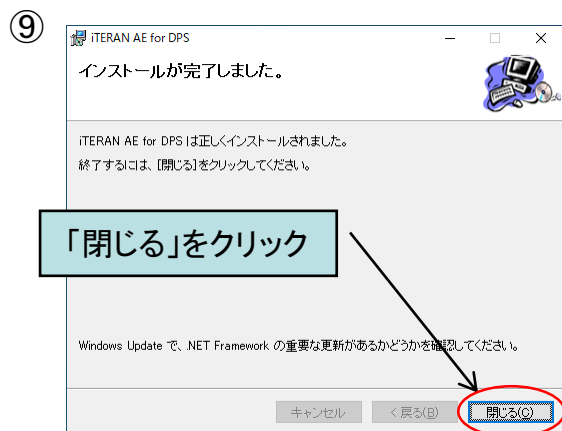 ⑨
iTERAN AE for DPS
インストールが完了しました。
iTERAN AE for DPS は正しくインストールされました。
終了するには、[閉じる]をクリックしてください。
「閉じる」をクリック
Windows Update で、.NET Framework の重要な更新があるかどうかを確認してください。
キャンセル
< 戻る(B)
閉じる(C)